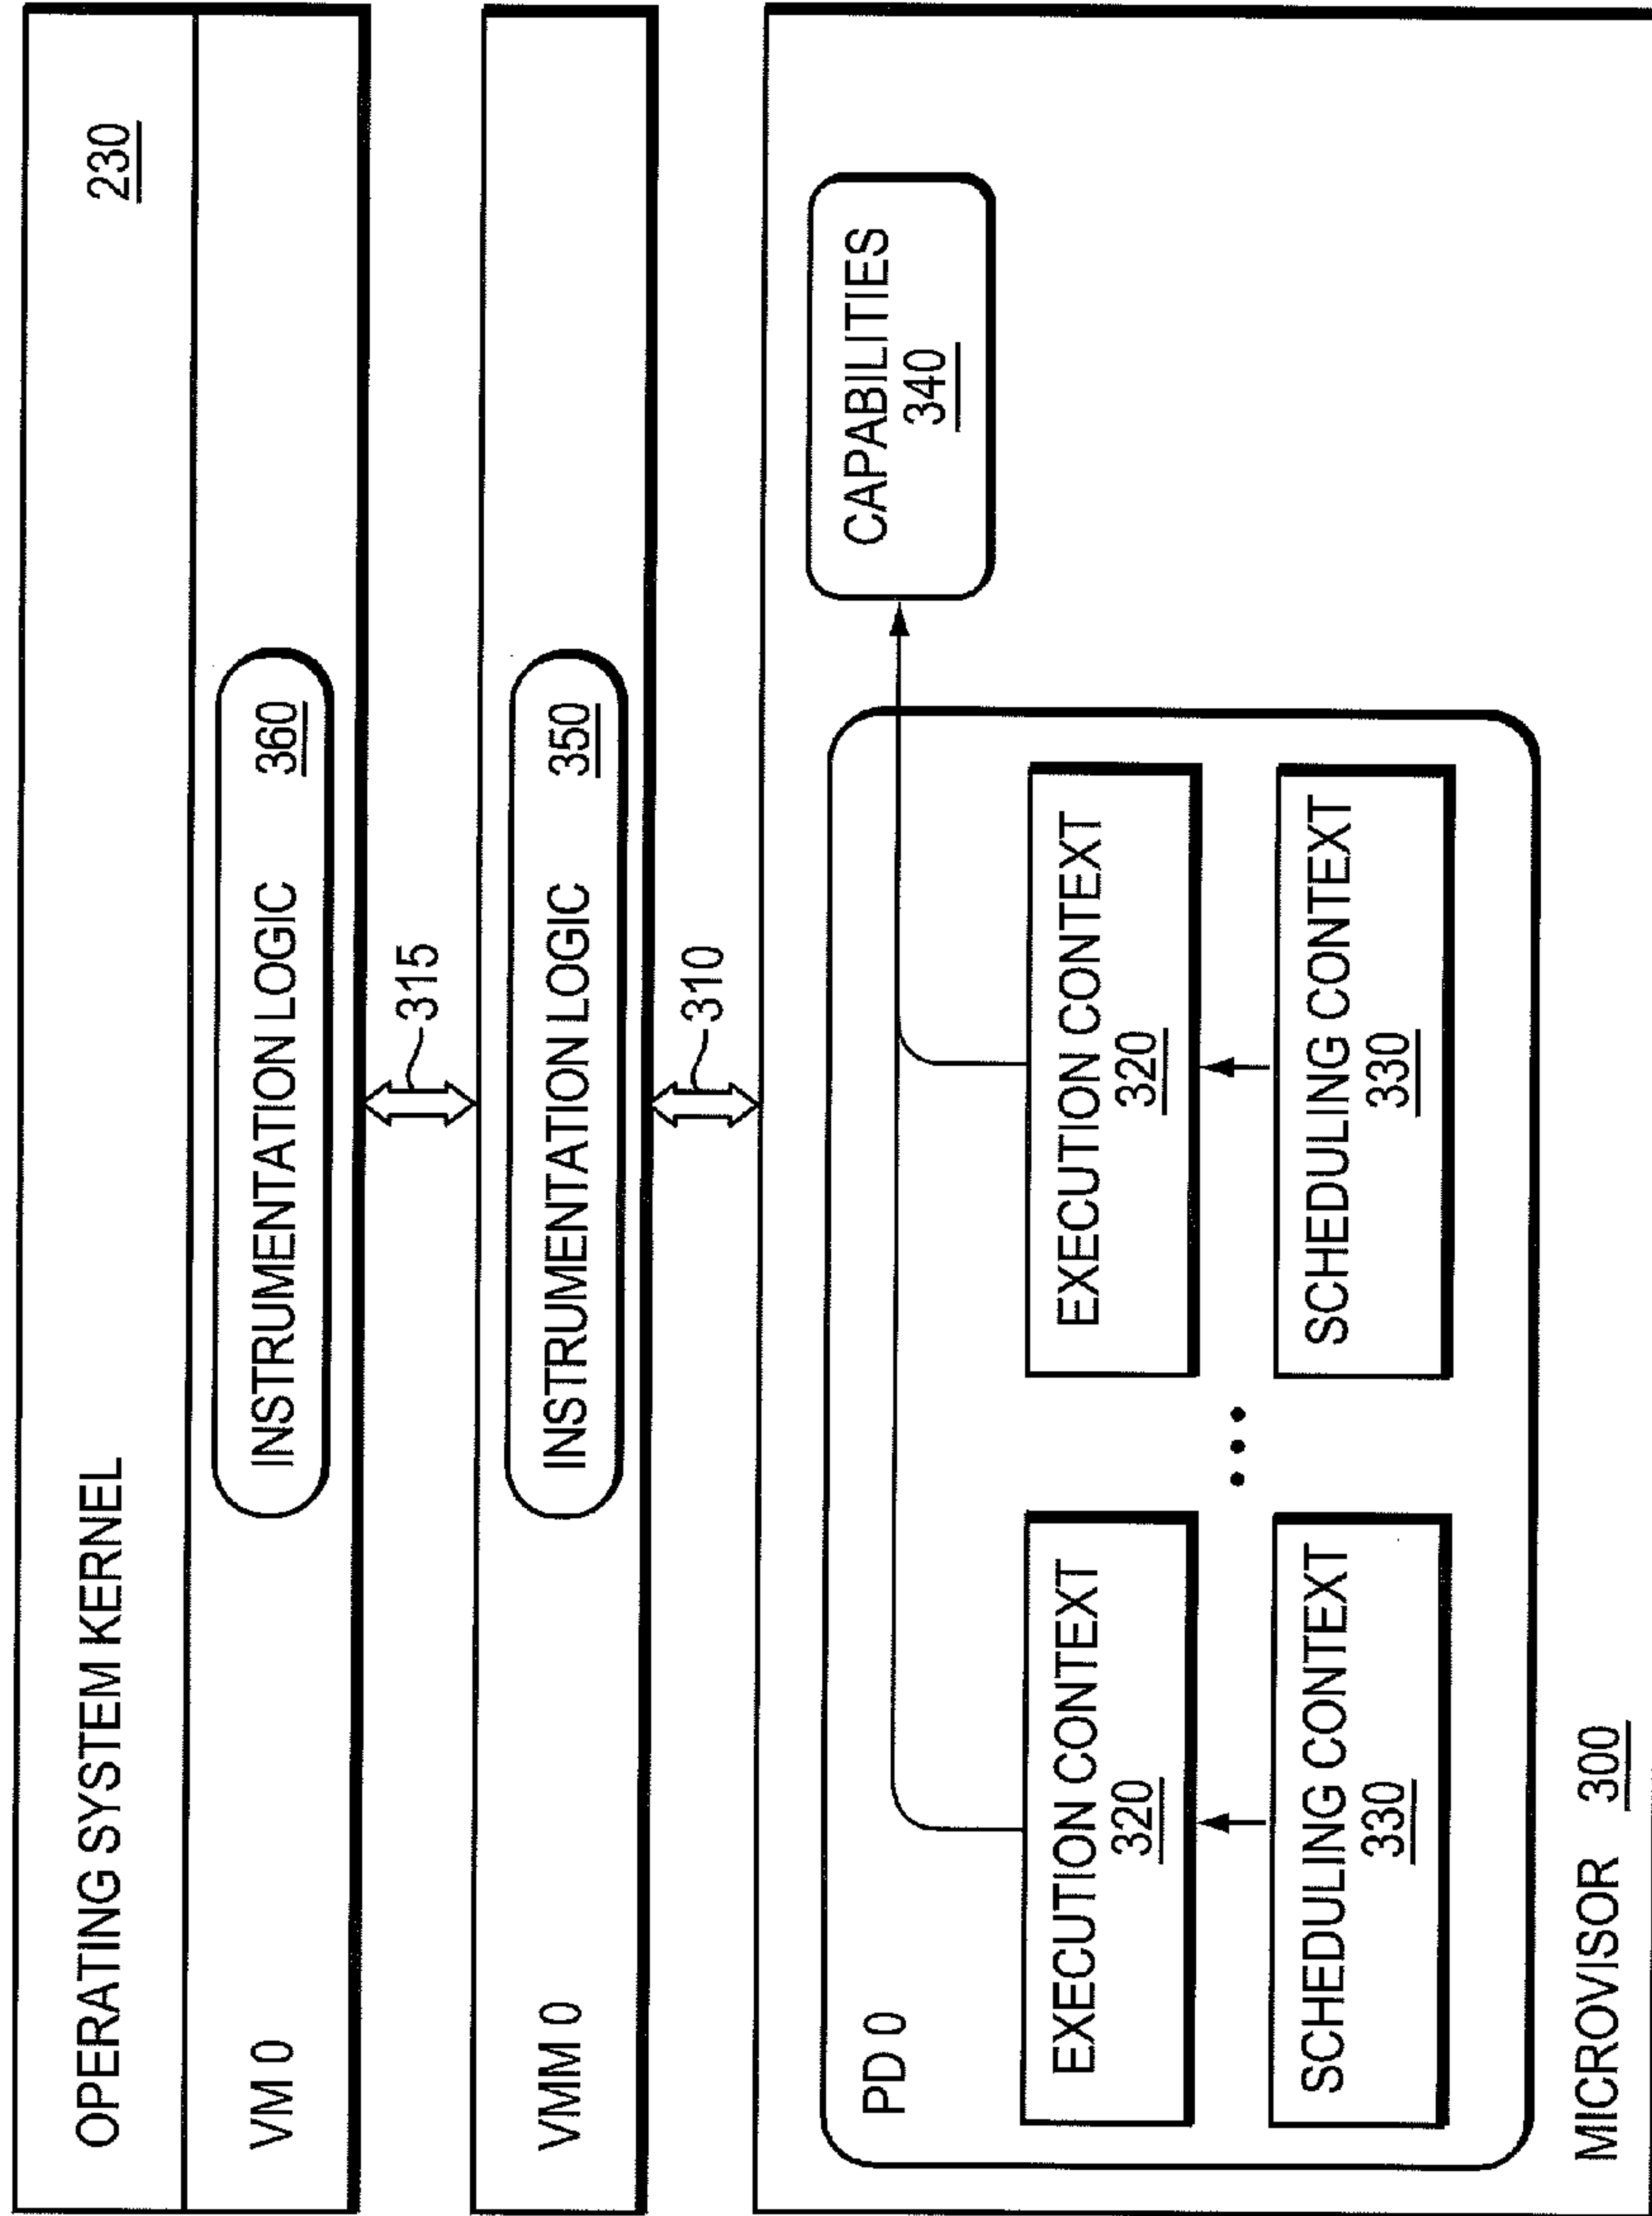 OPERATING SYSTEM KERNEL 230
VM 0
INSTRUMENTATION LOGIC 360
315
VMM 0
INSTRUMENTATION LOGIC 350
310
PD 0
CAPABILITIES
340
EXECUTION CONTEXT
320
EXECUTION CONTEXT
320
SCHEDULING CONTEXT
330
SCHEDULING CONTEXT
330
MICROVISOR 300